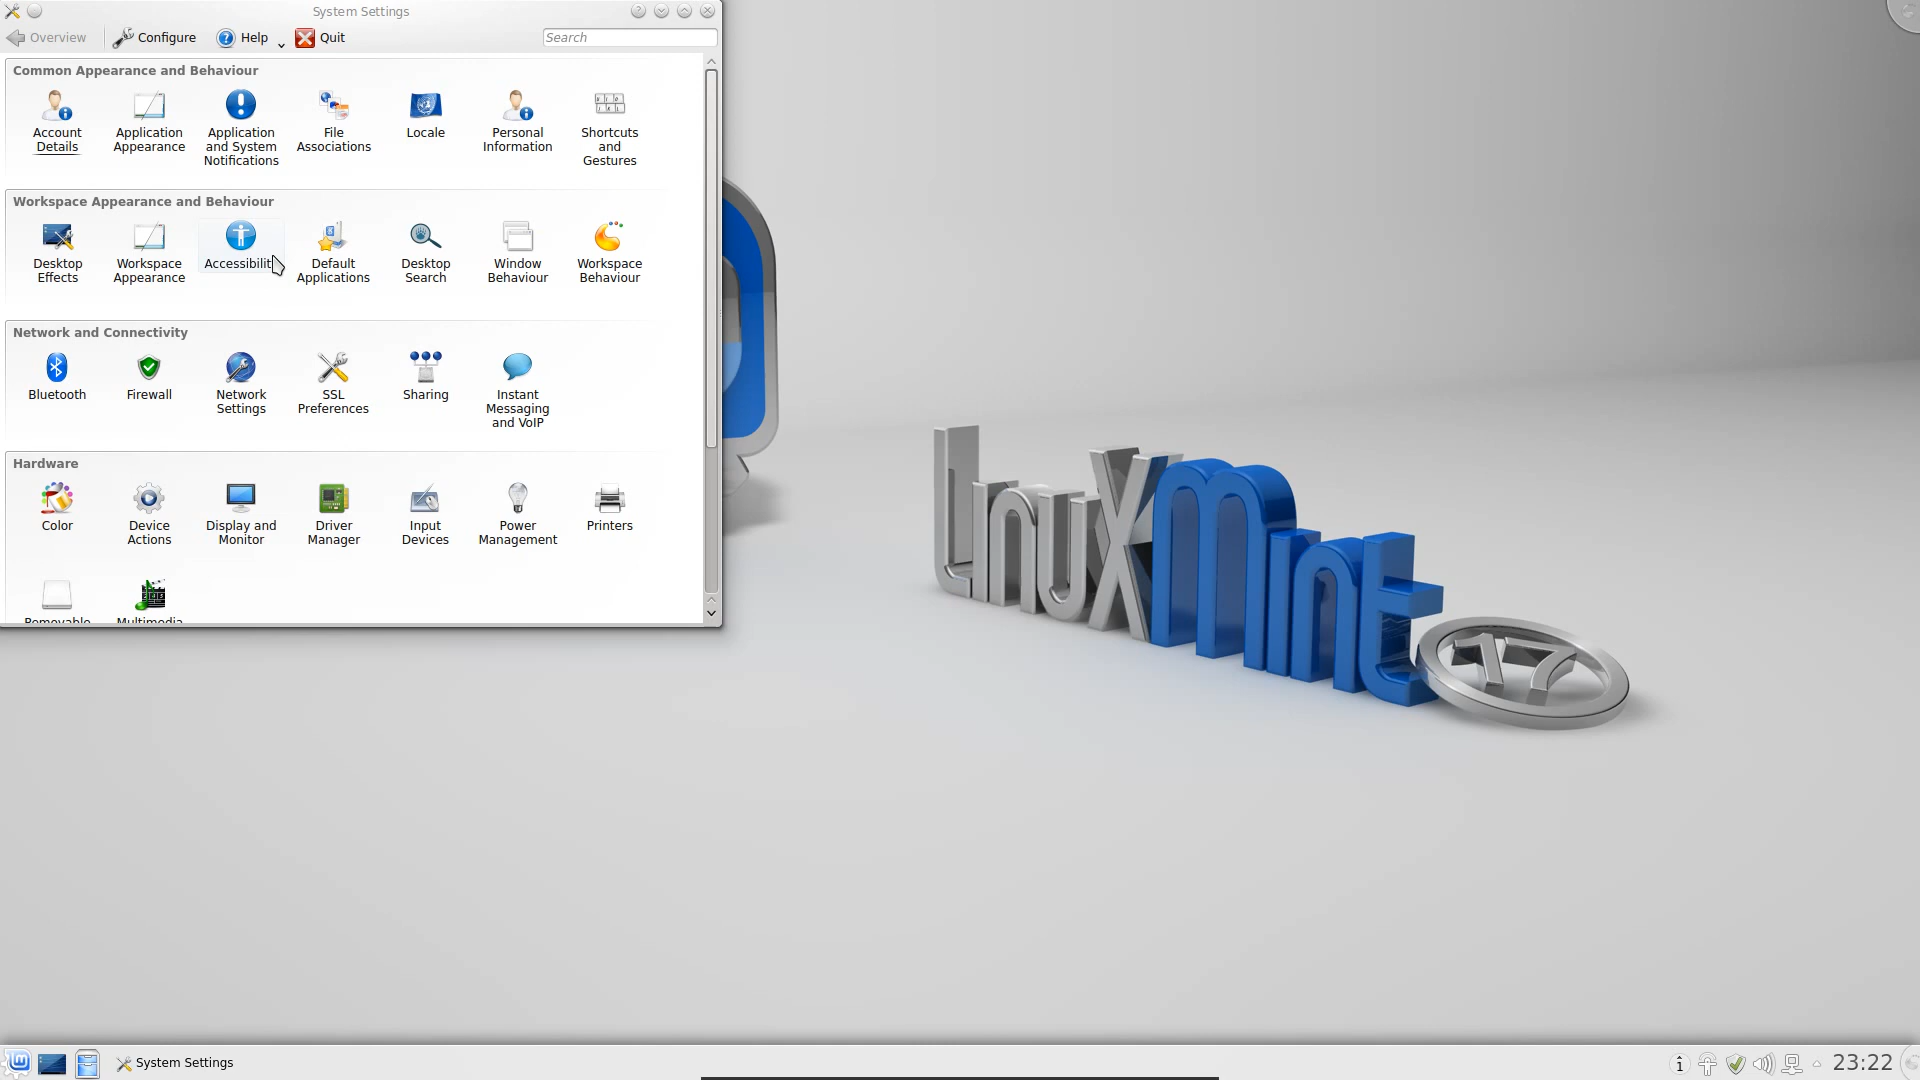 System Settings
Overview
Configure
Help
Quit
Search
Common Appearance and Behaviour
Account
Details
Application
Appearance
Application
and System
Notifications
File
Associations
Locale
Personal
Information
Shortcuts
and
Gestures
Workspace Appearance and Behaviour
Desktop
Effects
Workspace
Appearance
Accessibilit
Default
Applications
Desktop
Search
Window
Behaviour
Workspace
Behaviour
Network and Connectivity
Bluetooth
Firewall
Network
Settings
SSL
Preferences
Sharing
Instant
Messaging
and VoIP
Hardware
Color
Device
Actions
Display and
Monitor
Driver
Manager
Input
Devices
Power
Management
Printers
Removable
Multimedia
LinuxMint
17
System Settings
23:22